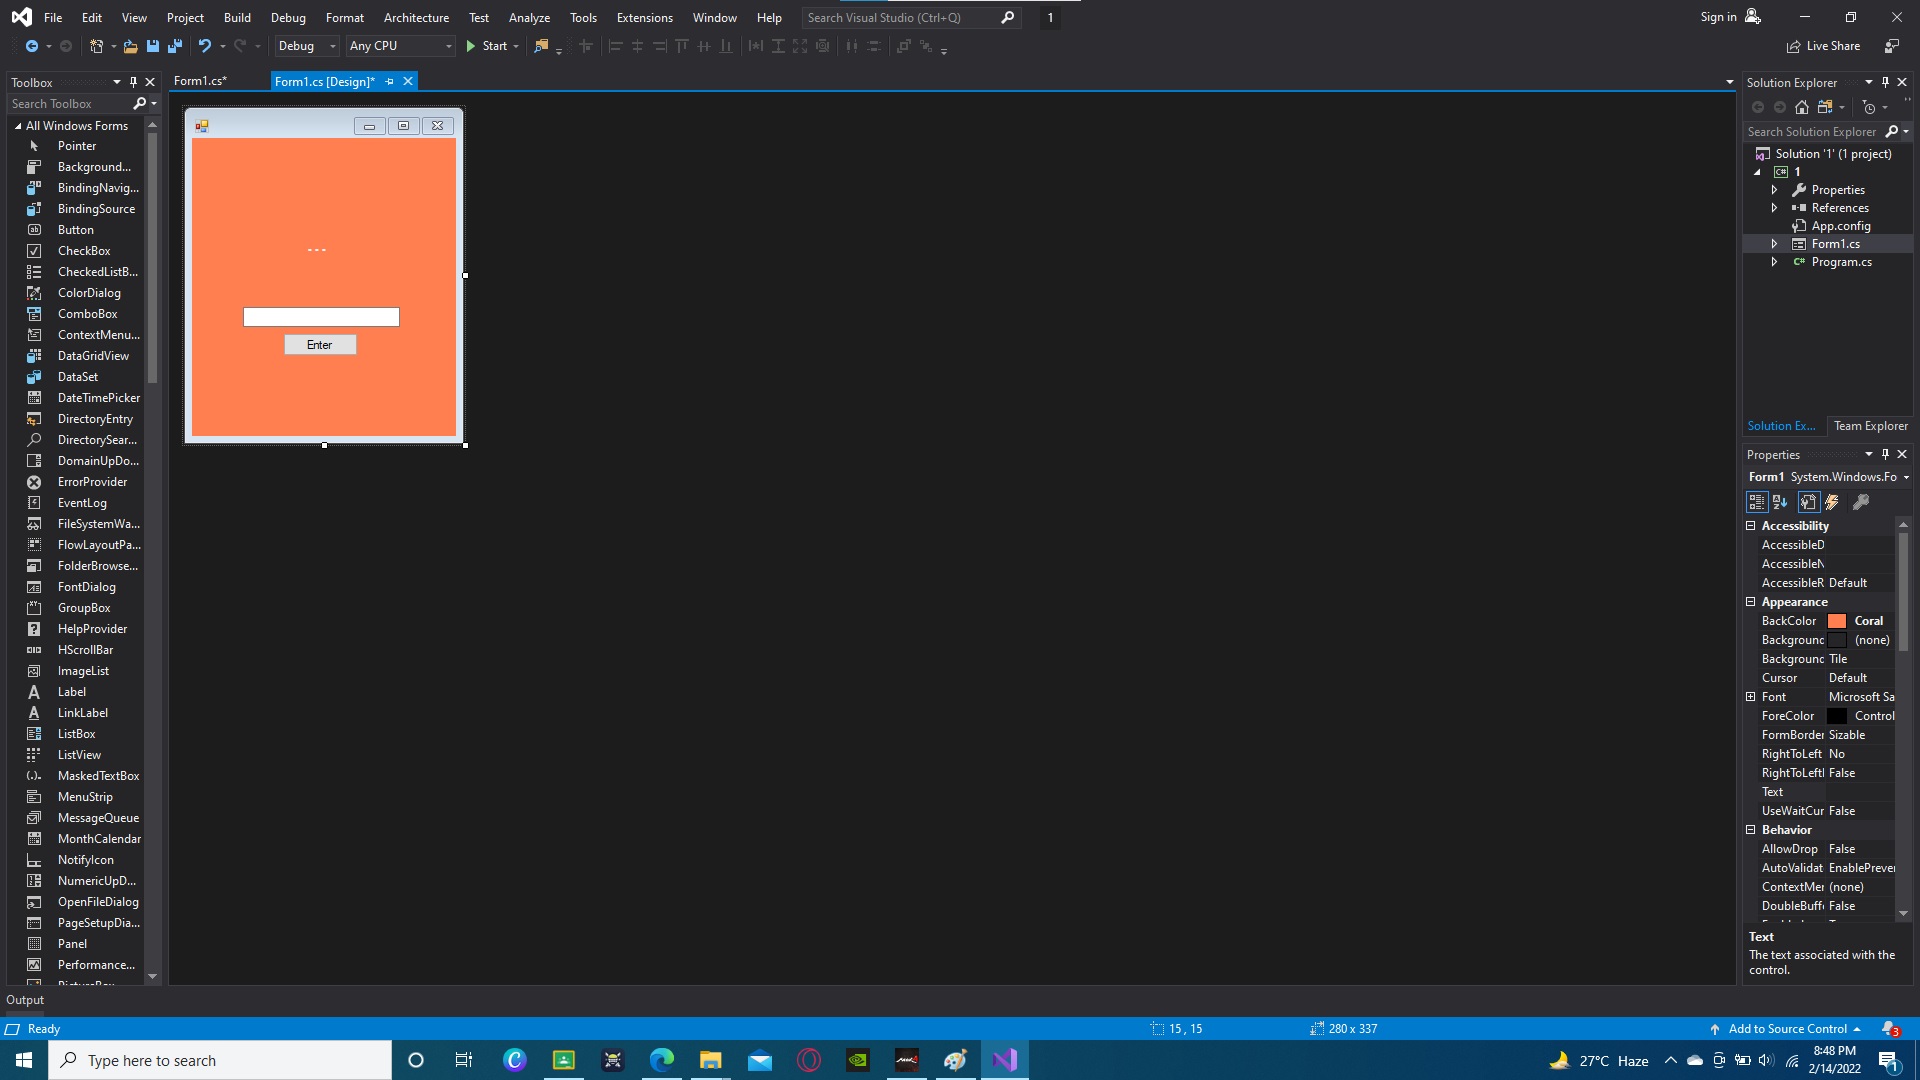 File Edit View Project Build Debug Format Architecture Test Analyze Tools Extensions Window Help Search Visual Studio (Ctrl+Q) 1 Sign in
Debug Any CPU Start Live Share
Toolbox
Search Toolbox
All Windows Forms
Pointer
Background...
BindingNavig...
BindingSource
Button
CheckBox
CheckedListB...
ColorDialog
ComboBox
ContextMenu...
DataGridView
DataSet
DateTimePicker
DirectoryEntry
DirectorySear...
DomainUpDo...
ErrorProvider
EventLog
FileSystemWa...
FlowLayoutPa...
FolderBrowse...
FontDialog
GroupBox
HelpProvider
HScrollBar
ImageList
Label
LinkLabel
ListBox
ListView
MaskedTextBox
MenuStrip
MessageQueue
MonthCalendar
NotifyIcon
NumericUpD...
OpenFileDialog
PageSetupDia...
Panel
Performance...
Form1.cs* Form1.cs [Design]*
---
Enter
Solution Explorer
Search Solution Explorer
Solution '1' (1 project)
1
Properties
References
App.config
Form1.cs
Program.cs
Solution Ex... Team Explorer
Properties
Form1 System.Windows.Fo
Accessibility
AccessibleD
AccessibleN
AccessibleR Default
Appearance
BackColor Coral
Background (none)
Background Tile
Cursor Default
Font Microsoft Sa
ForeColor Control
FormBorder Sizable
RightToLeft No
RightToLeftl False
Text
UseWaitCur False
Behavior
AllowDrop False
AutoValidat EnablePreve
ContextMer (none)
DoubleBuff False
Text
The text associated with the
control.
Output
Ready 15 , 15 280 x 337 Add to Source Control 3
Type here to search 27°C Haze 8:48 PM
2/14/2022 1